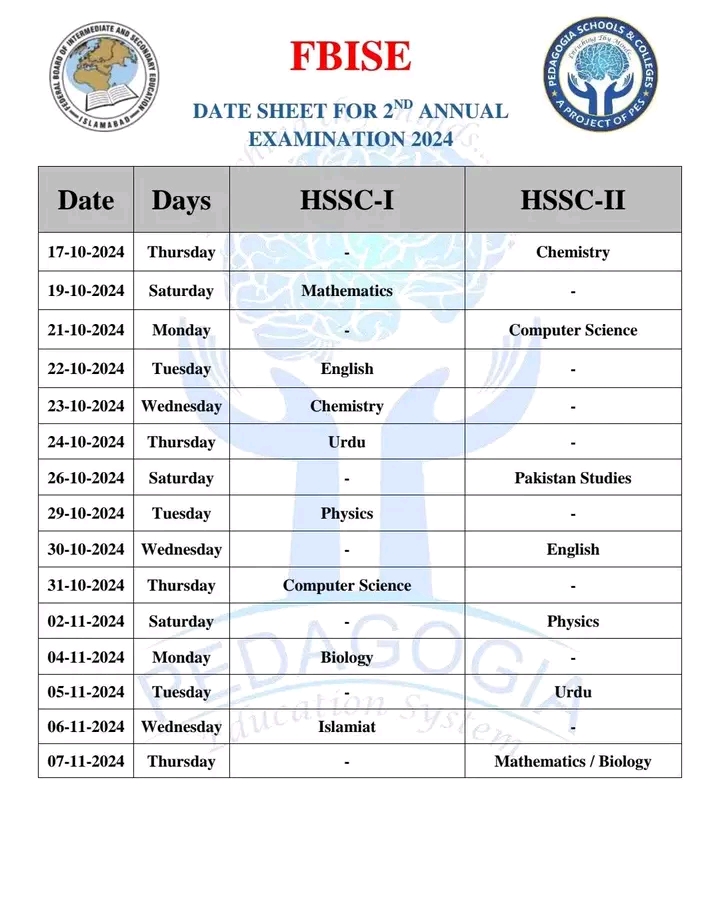 FEDERAL BOARD OF INTERMEDIATE AND SECONDARY EDUCATION
ISLAMABAD
FBISE
PEDAGOGIA SCHOOLS & COLLEGES
Enriching Thy Minds...
★ A PROJECT OF PES ★
DATE SHEET FOR 2ND ANNUAL
EXAMINATION 2024
Date Days HSSC-I HSSC-II
17-10-2024 Thursday - Chemistry
19-10-2024 Saturday Mathematics -
21-10-2024 Monday - Computer Science
22-10-2024 Tuesday English -
23-10-2024 Wednesday Chemistry -
24-10-2024 Thursday Urdu -
26-10-2024 Saturday - Pakistan Studies
29-10-2024 Tuesday Physics -
30-10-2024 Wednesday - English
31-10-2024 Thursday Computer Science -
02-11-2024 Saturday - Physics
04-11-2024 Monday Biology -
05-11-2024 Tuesday - Urdu
06-11-2024 Wednesday Islamiat -
07-11-2024 Thursday - Mathematics / Biology
PEDAGOGIA
Education System